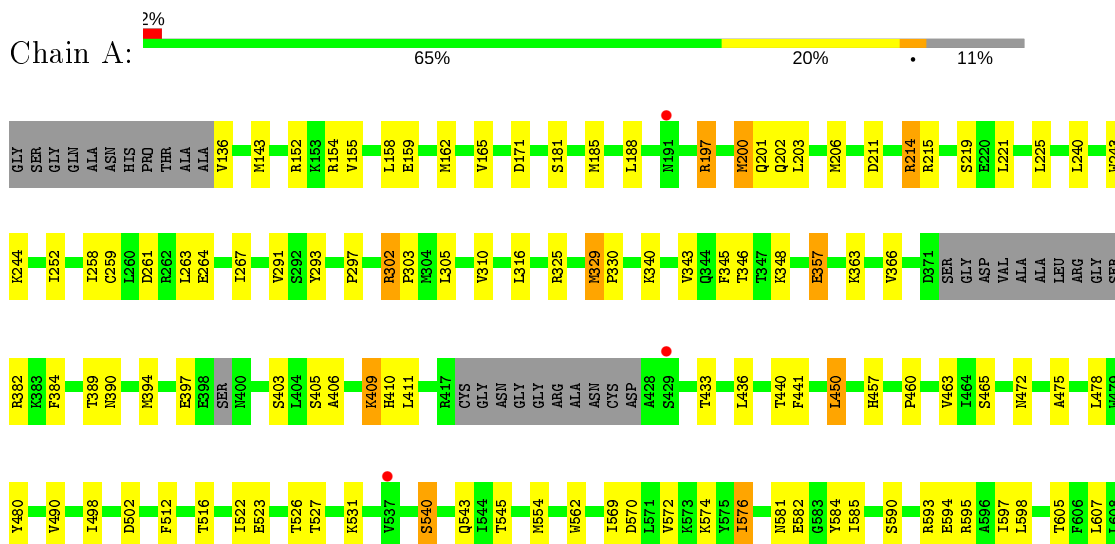 2%
Chain A:
65% 20% • 11%
GLY SER GLY GLN ALA ASN HIS PRO THR ALA ALA V136 M143 R152 K153 R154 V155 L158 E159 M162 V165 D171 S181 M185 L188 N191 R197 M200 Q201 Q202 L203 M206 D211 R214 R215 S219 E220 L221 L225 L240 W243
K244 I252 I258 C259 L260 D261 R262 L263 E264 I267 V291 S292 Y293 P297 R302 P303 M304 L305 V310 L316 R325 M329 P330 K340 V343 Q344 F345 T346 T347 K348 E357 K363 V366 D371 SER GLY ASP VAL ALA ALA LEU ARG GLY SER
R382 K383 F384 T389 N390 M394 E397 E398 SER N400 S403 L404 S405 A406 K409 H410 L411 R417 CYS GLY ASN GLY GLY ARG ALA ASN CYS ASP A428 S429 T433 L436 T440 F441 L450 H457 P460 V463 I464 S465 N472 A475 L478 W479
Y480 V490 I498 D502 F512 T516 I522 E523 T526 T527 K531 V537 S540 Q543 I544 T545 M554 W562 I569 D570 L571 V572 K573 K574 Y575 I576 N581 E582 G583 Y584 I585 S590 R593 E594 R595 A596 I597 L598 T605 F606 L607